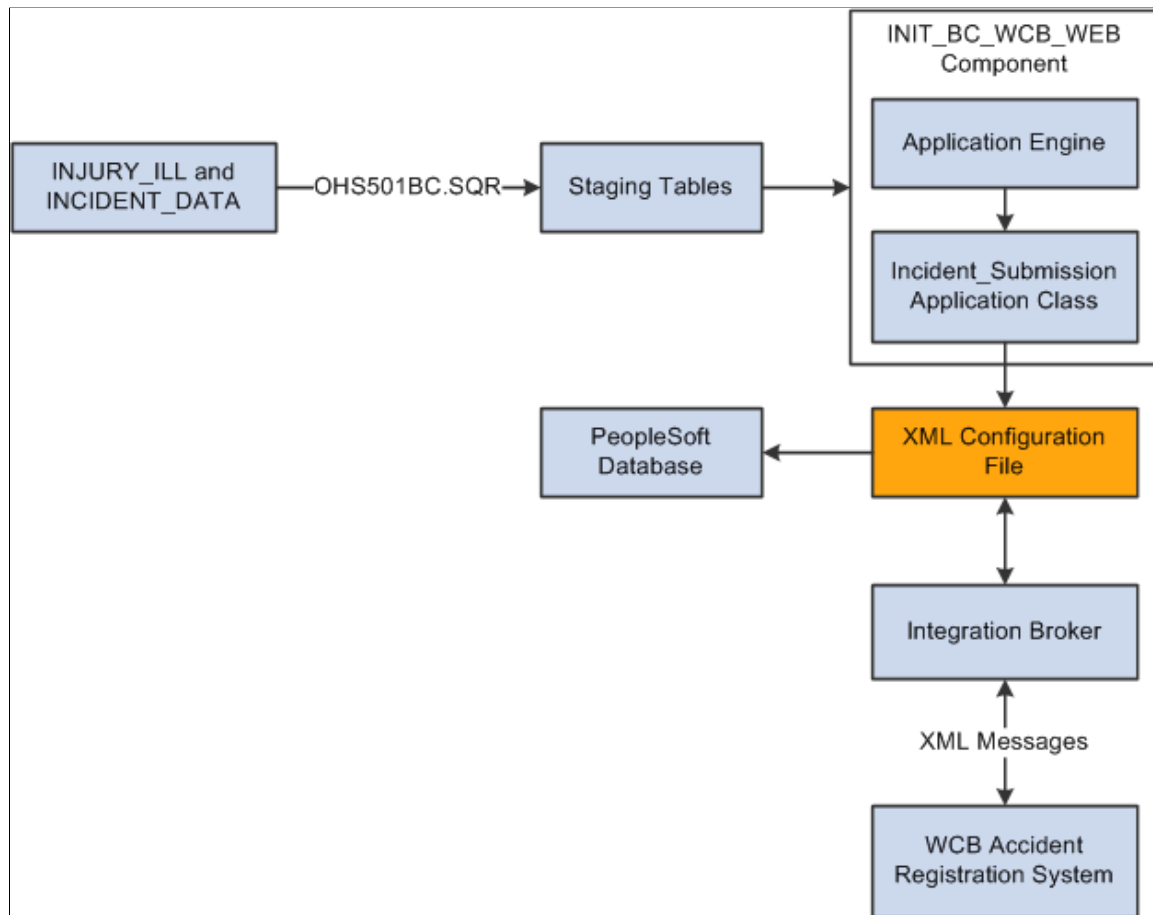 INIT_BC_WCB_WEB
Component
Application Engine
INJURY_ILL and
INCIDENT_DATA
OHS501BC.SQR
Staging Tables
Incident_Submission
Application Class
PeopleSoft
Database
XML Configuration
File
Integration Broker
XML Messages
WCB Accident
Registration System